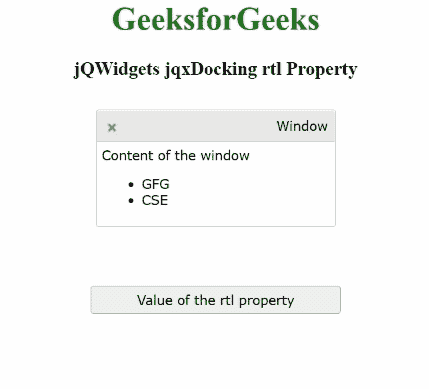 GeeksforGeeks
jQWidgets jqxDocking rtl Property
Window
Content of the window
GFG
CSE
Value of the rtl property